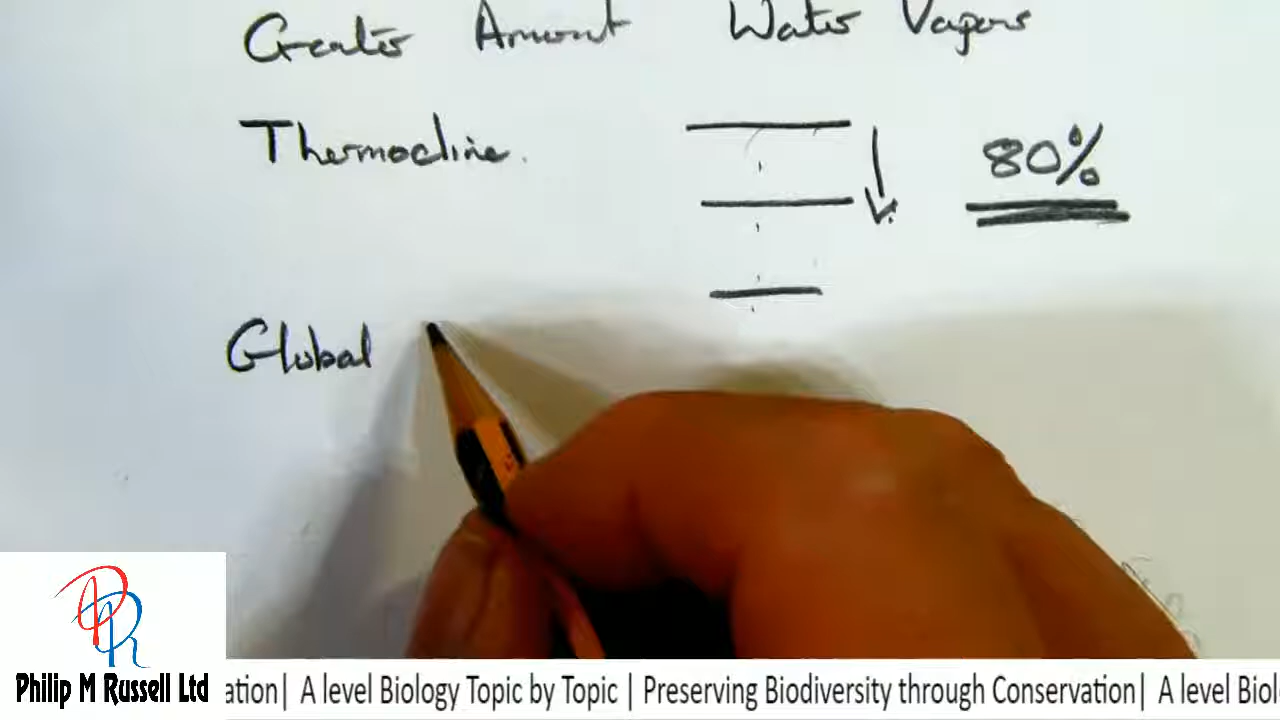 Greater Amount Water Vapour
Thermocline.
80%
Global
Philip M Russell Ltd
ation| A level Biology Topic by Topic | Preserving Biodiversity through Conservation| A level Biol